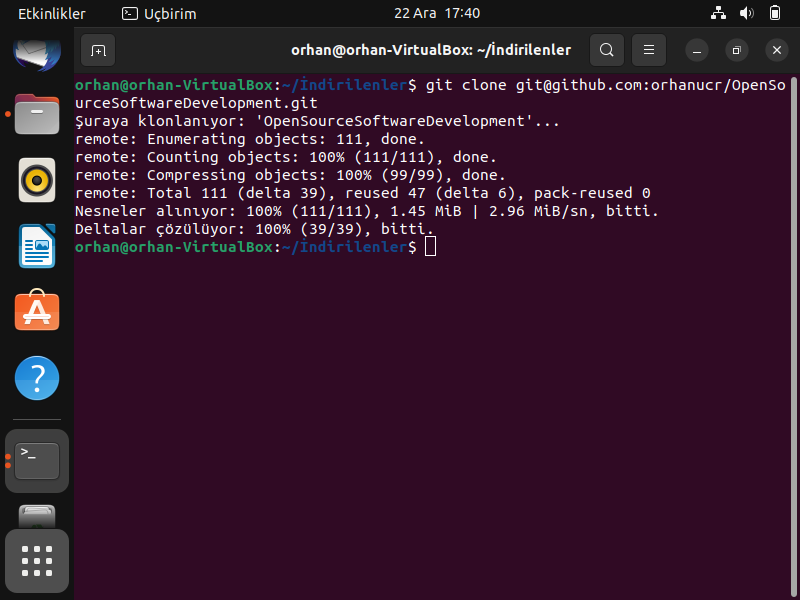 Etkinlikler Uçbirim 22 Ara 17:40
orhan@orhan-VirtualBox: ~/İndirilenler
orhan@orhan-VirtualBox:~/İndirilenler$ git clone git@github.com:orhanucr/OpenSo
urceSoftwareDevelopment.git
Şuraya klonlanıyor: 'OpenSourceSoftwareDevelopment'...
remote: Enumerating objects: 111, done.
remote: Counting objects: 100% (111/111), done.
remote: Compressing objects: 100% (99/99), done.
remote: Total 111 (delta 39), reused 47 (delta 6), pack-reused 0
Nesneler alınıyor: 100% (111/111), 1.45 MiB | 2.96 MiB/sn, bitti.
Deltalar çözülüyor: 100% (39/39), bitti.
orhan@orhan-VirtualBox:~/İndirilenler$